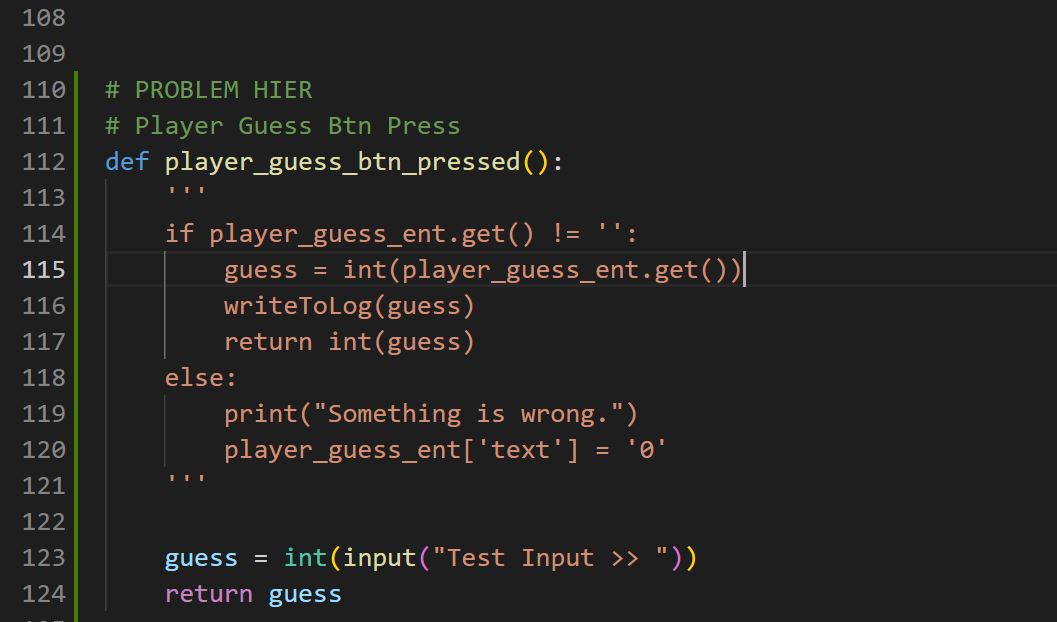 108
109
110 # PROBLEM HIER
111 # Player Guess Btn Press
112 def player_guess_btn_pressed():
113     '''
114     if player_guess_ent.get() != '':
115         guess = int(player_guess_ent.get())
116         writeToLog(guess)
117         return int(guess)
118     else:
119         print("Something is wrong.")
120         player_guess_ent['text'] = '0'
121     '''
122
123     guess = int(input("Test Input >> "))
124     return guess